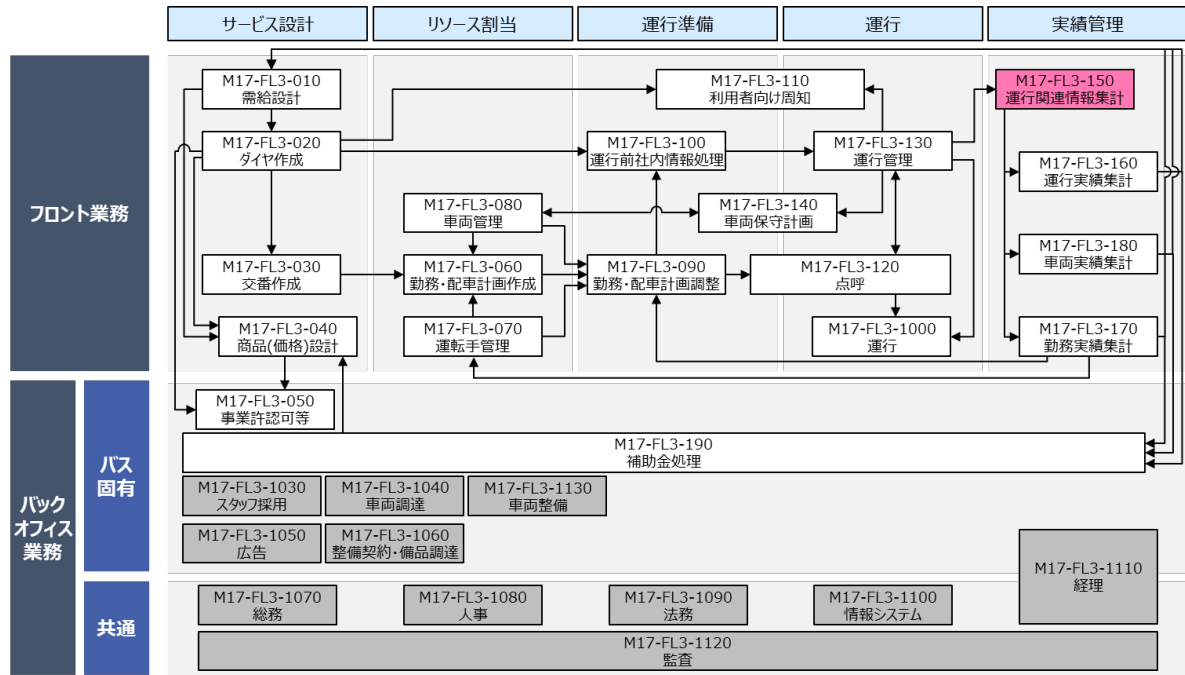 サービス設計
リソース割当
運行準備
運行
実績管理
フロント業務
M17-FL3-010
需給設計
M17-FL3-110
利用者向け周知
M17-FL3-150
運行関連情報集計
M17-FL3-020
ダイヤ作成
M17-FL3-100
運行前社内情報処理
M17-FL3-130
運行管理
M17-FL3-160
運行実績集計
M17-FL3-080
車両管理
M17-FL3-140
車両保守計画
M17-FL3-030
交番作成
M17-FL3-060
勤務・配車計画作成
M17-FL3-090
勤務・配車計画調整
M17-FL3-120
点呼
M17-FL3-180
車両実績集計
M17-FL3-040
商品(価格)設計
M17-FL3-070
運転手管理
M17-FL3-1000
運行
M17-FL3-170
勤務実績集計
バック
オフィス
業務
バス
固有
M17-FL3-050
事業許認可等
M17-FL3-190
補助金処理
M17-FL3-1030
スタッフ採用
M17-FL3-1040
車両調達
M17-FL3-1130
車両整備
M17-FL3-1050
広告
M17-FL3-1060
整備契約・備品調達
M17-FL3-1110
経理
共通
M17-FL3-1070
総務
M17-FL3-1080
人事
M17-FL3-1090
法務
M17-FL3-1100
情報システム
M17-FL3-1120
監査